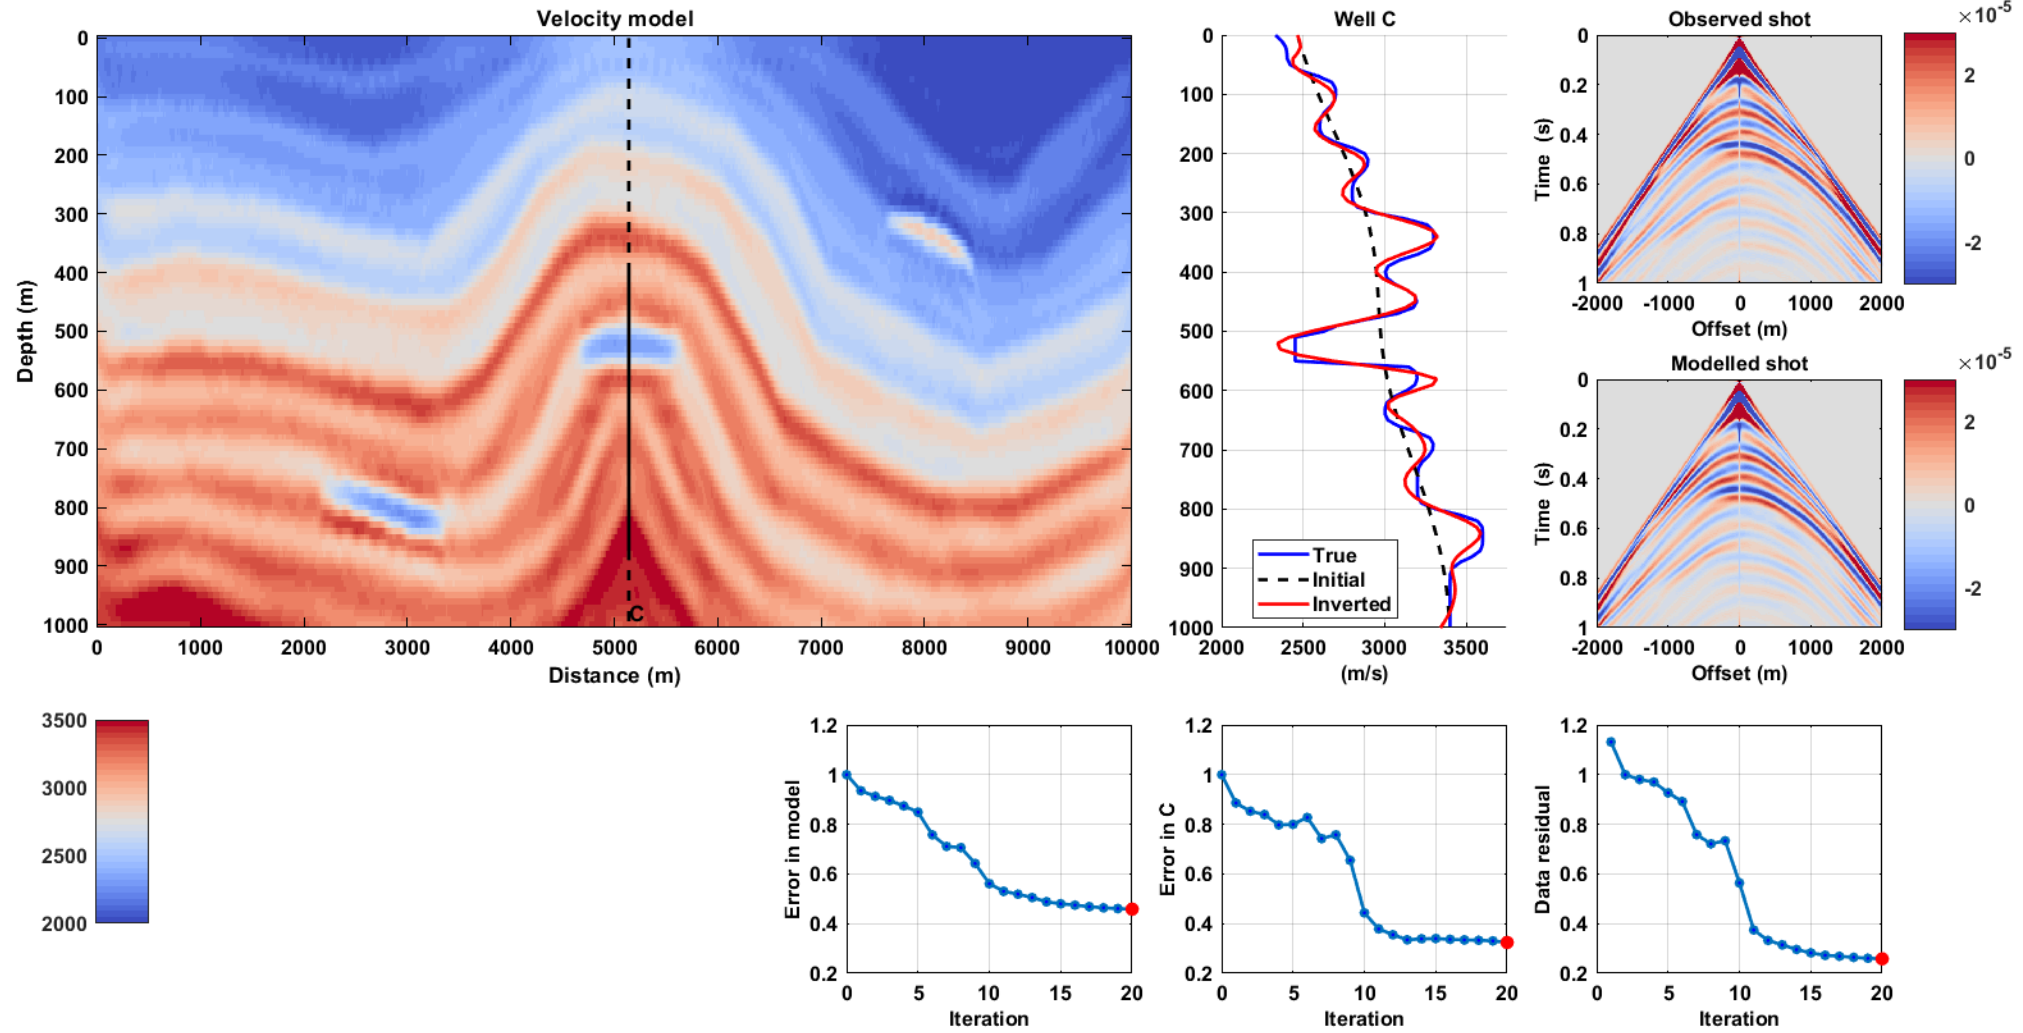 Velocity model
0
100
200
300
400
500
600
700
800
900
1000
Depth (m)
C
0 1000 2000 3000 4000 5000 6000 7000 8000 9000 10000
Distance (m)
Well C
0
100
200
300
400
500
600
700
800
900
1000
True
Initial
Inverted
2000 2500 3000 3500
(m/s)
Observed shot
×10-5
0
0.2
0.4
0.6
0.8
1
Time (s)
-2000 -1000 0 1000 2000
Offset (m)
2
0
-2
Modelled shot
×10-5
0
0.2
0.4
0.6
0.8
1
Time (s)
-2000 -1000 0 1000 2000
Offset (m)
2
0
-2
3500
3000
2500
2000
1.2
1
0.8
0.6
0.4
0.2
Error in model
0 5 10 15 20
Iteration
1.2
1
0.8
0.6
0.4
0.2
Error in C
0 5 10 15 20
Iteration
1.2
1
0.8
0.6
0.4
0.2
Data residual
0 5 10 15 20
Iteration